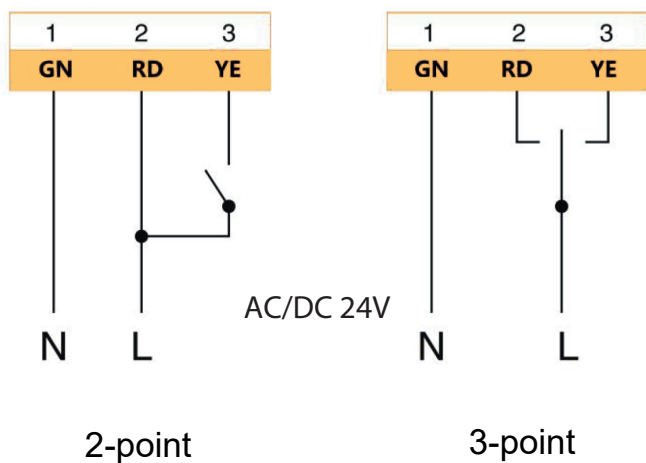 1 2 3
GN RD YE
1 2 3
GN RD YE
AC/DC 24V
N L
N L
2-point
3-point